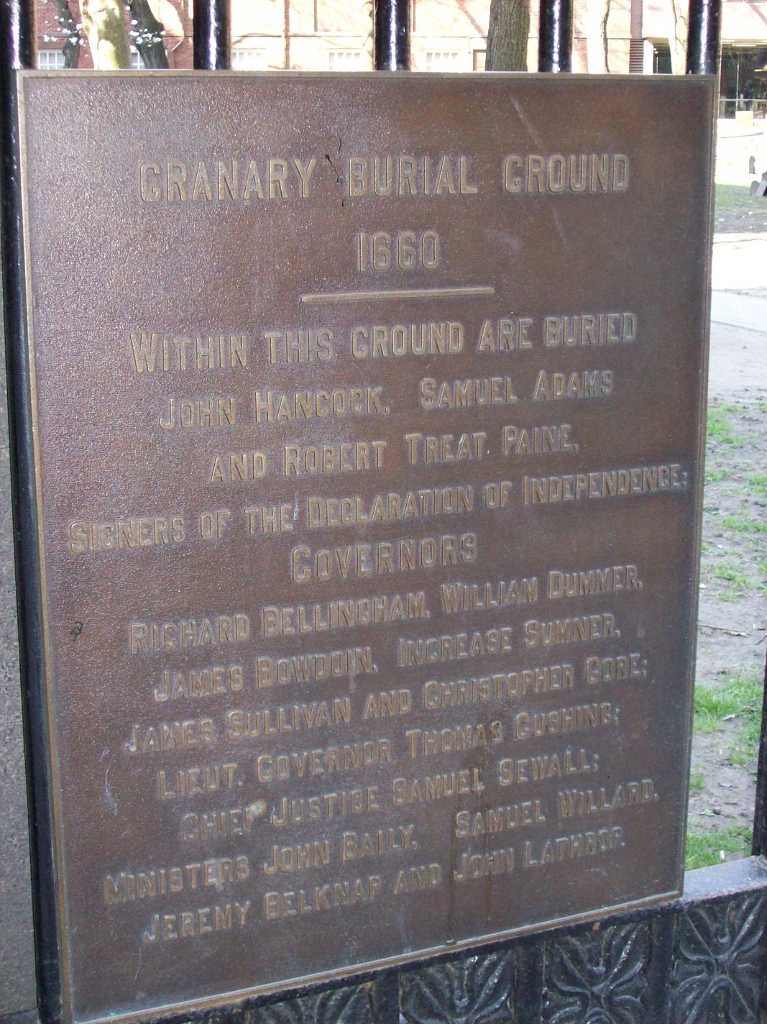 GRANARY BURIAL GROUND
1660
WITHIN THIS GROUND ARE BURIED
JOHN HANCOCK, SAMUEL ADAMS
AND ROBERT TREAT PAINE,
SIGNERS OF THE DECLARATION OF INDEPENDENCE;
GOVERNORS
RICHARD BELLINGHAM, WILLIAM DUMMER,
JAMES BOWDOIN, INCREASE SUMNER,
JAMES SULLIVAN AND CHRISTOPHER GORE;
LIEUT. GOVERNOR THOMAS CUSHING;
CHIEF JUSTICE SAMUEL SEWALL;
MINISTERS JOHN BAILY, SAMUEL WILLARD,
JEREMY BELKNAP AND JOHN LATHROP.